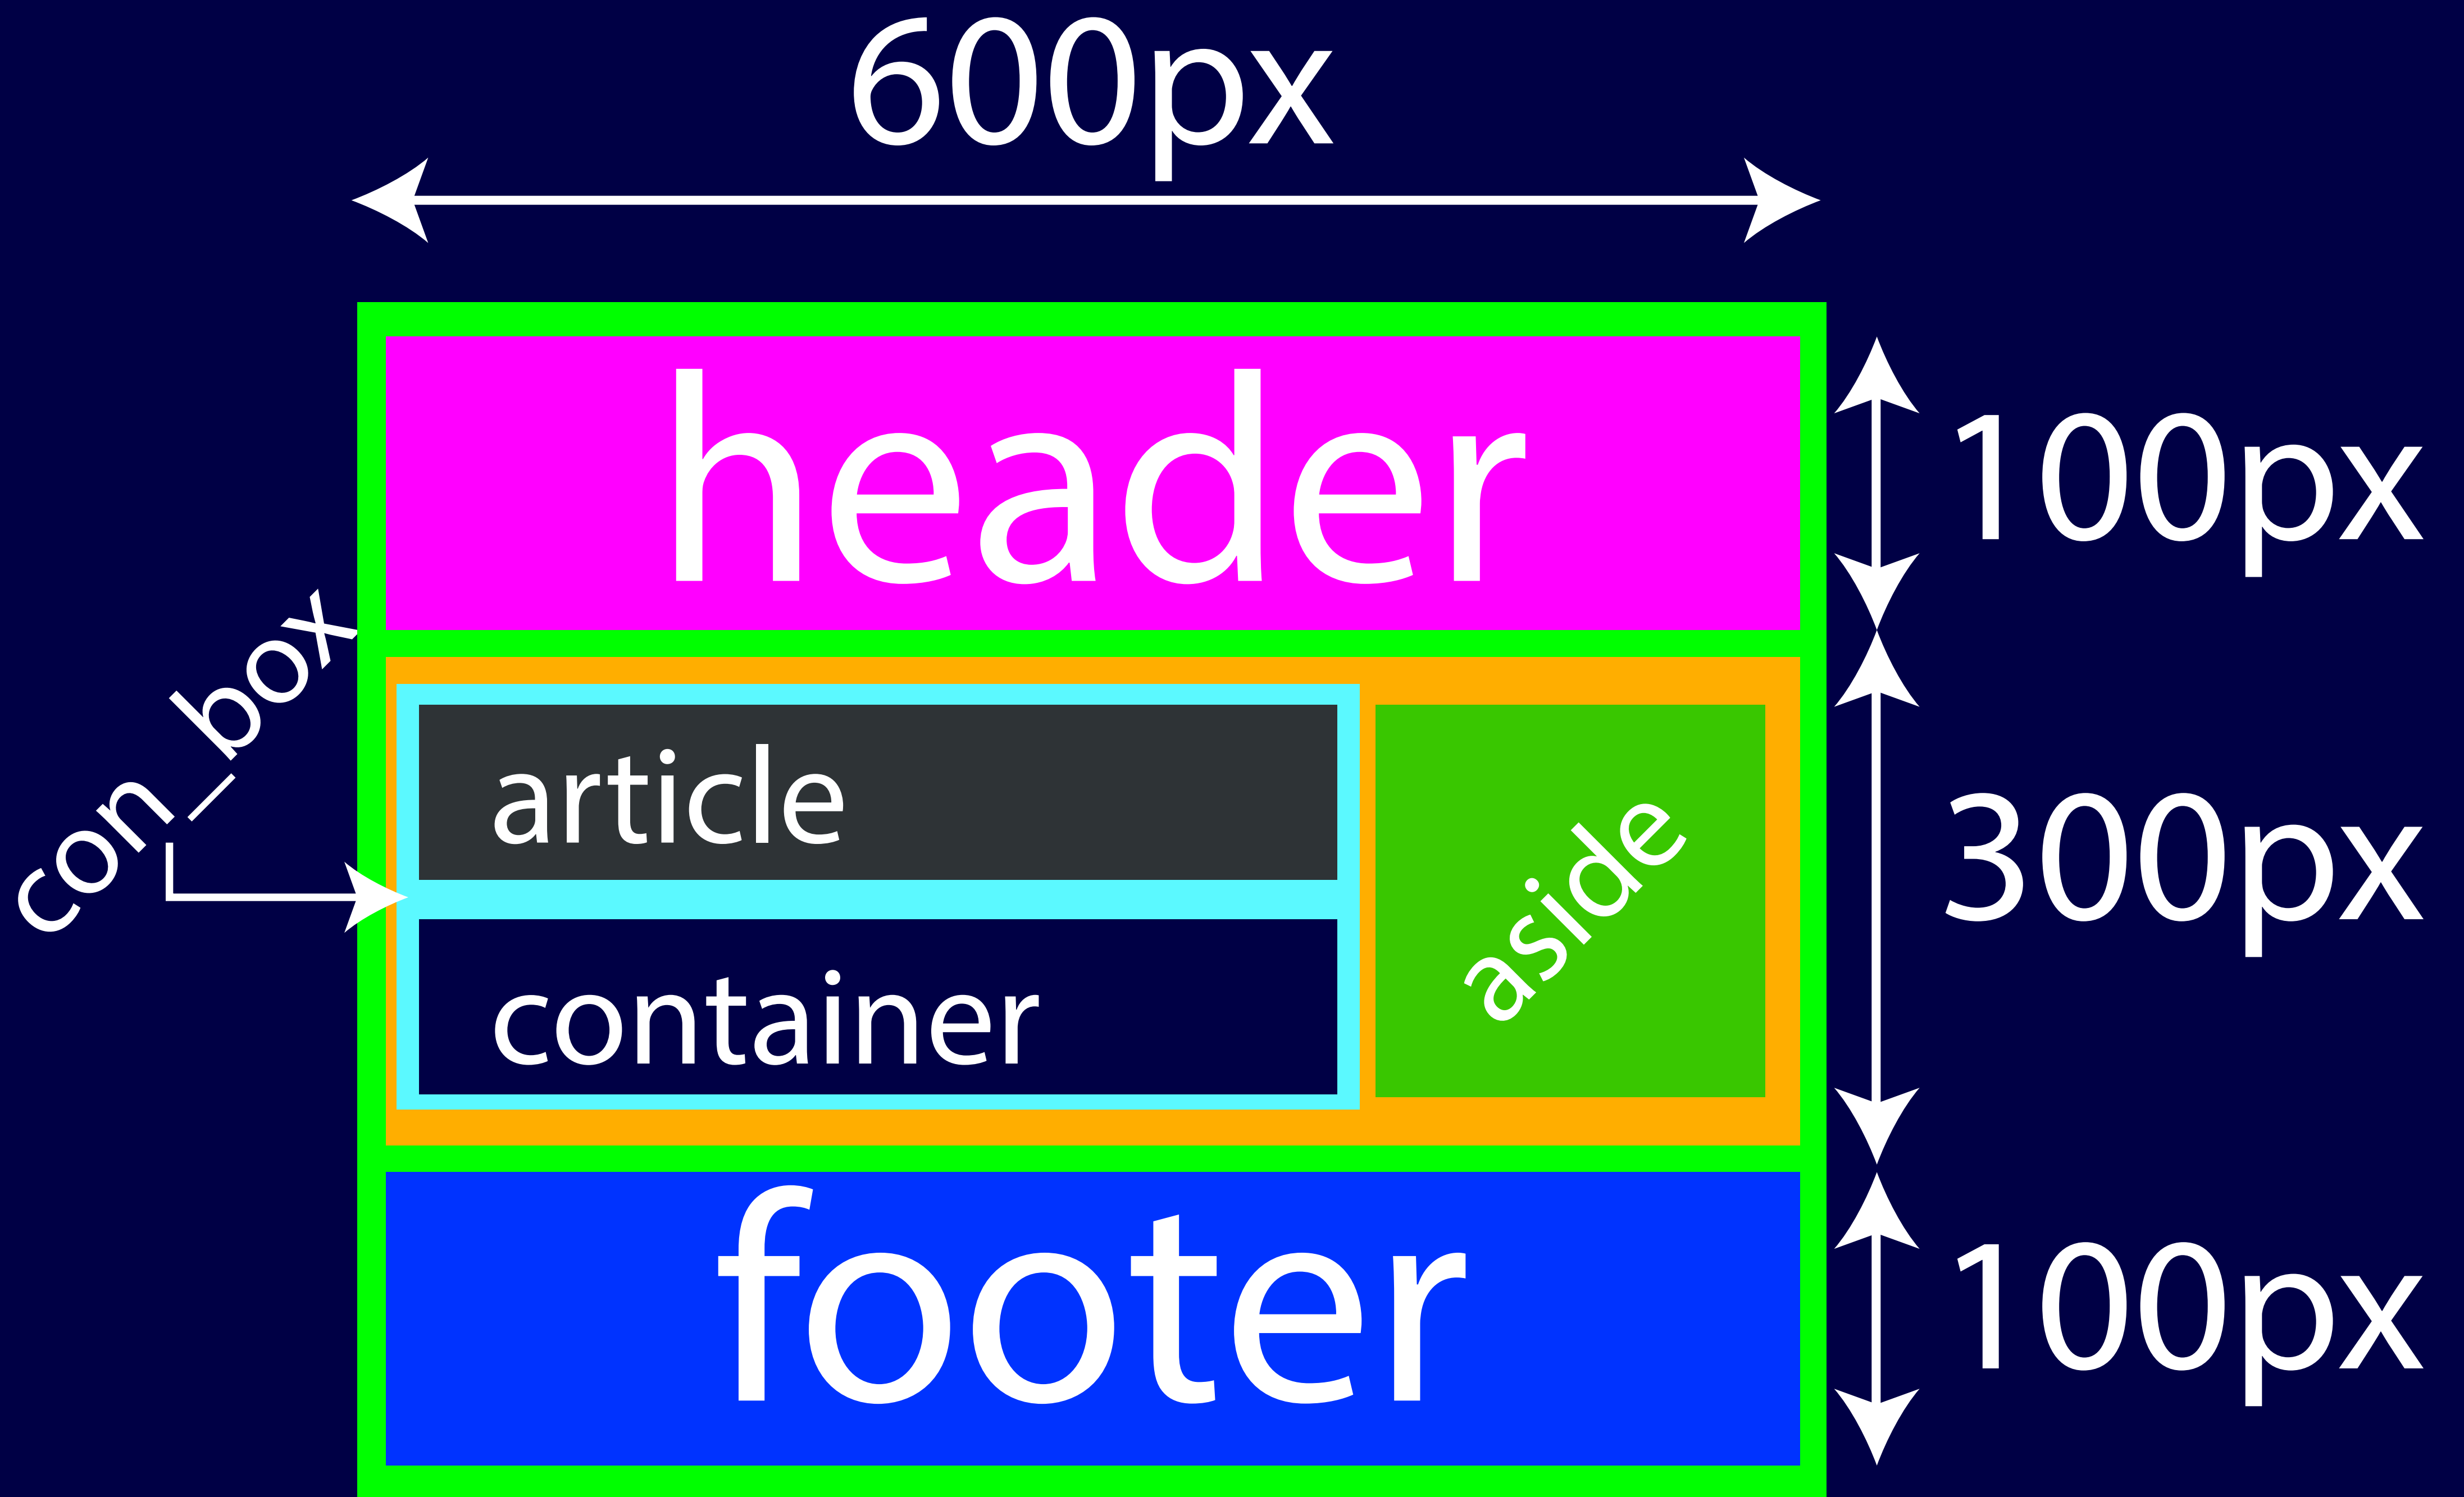 600px
header
100px
con_box
article
aside
300px
container
footer
100px